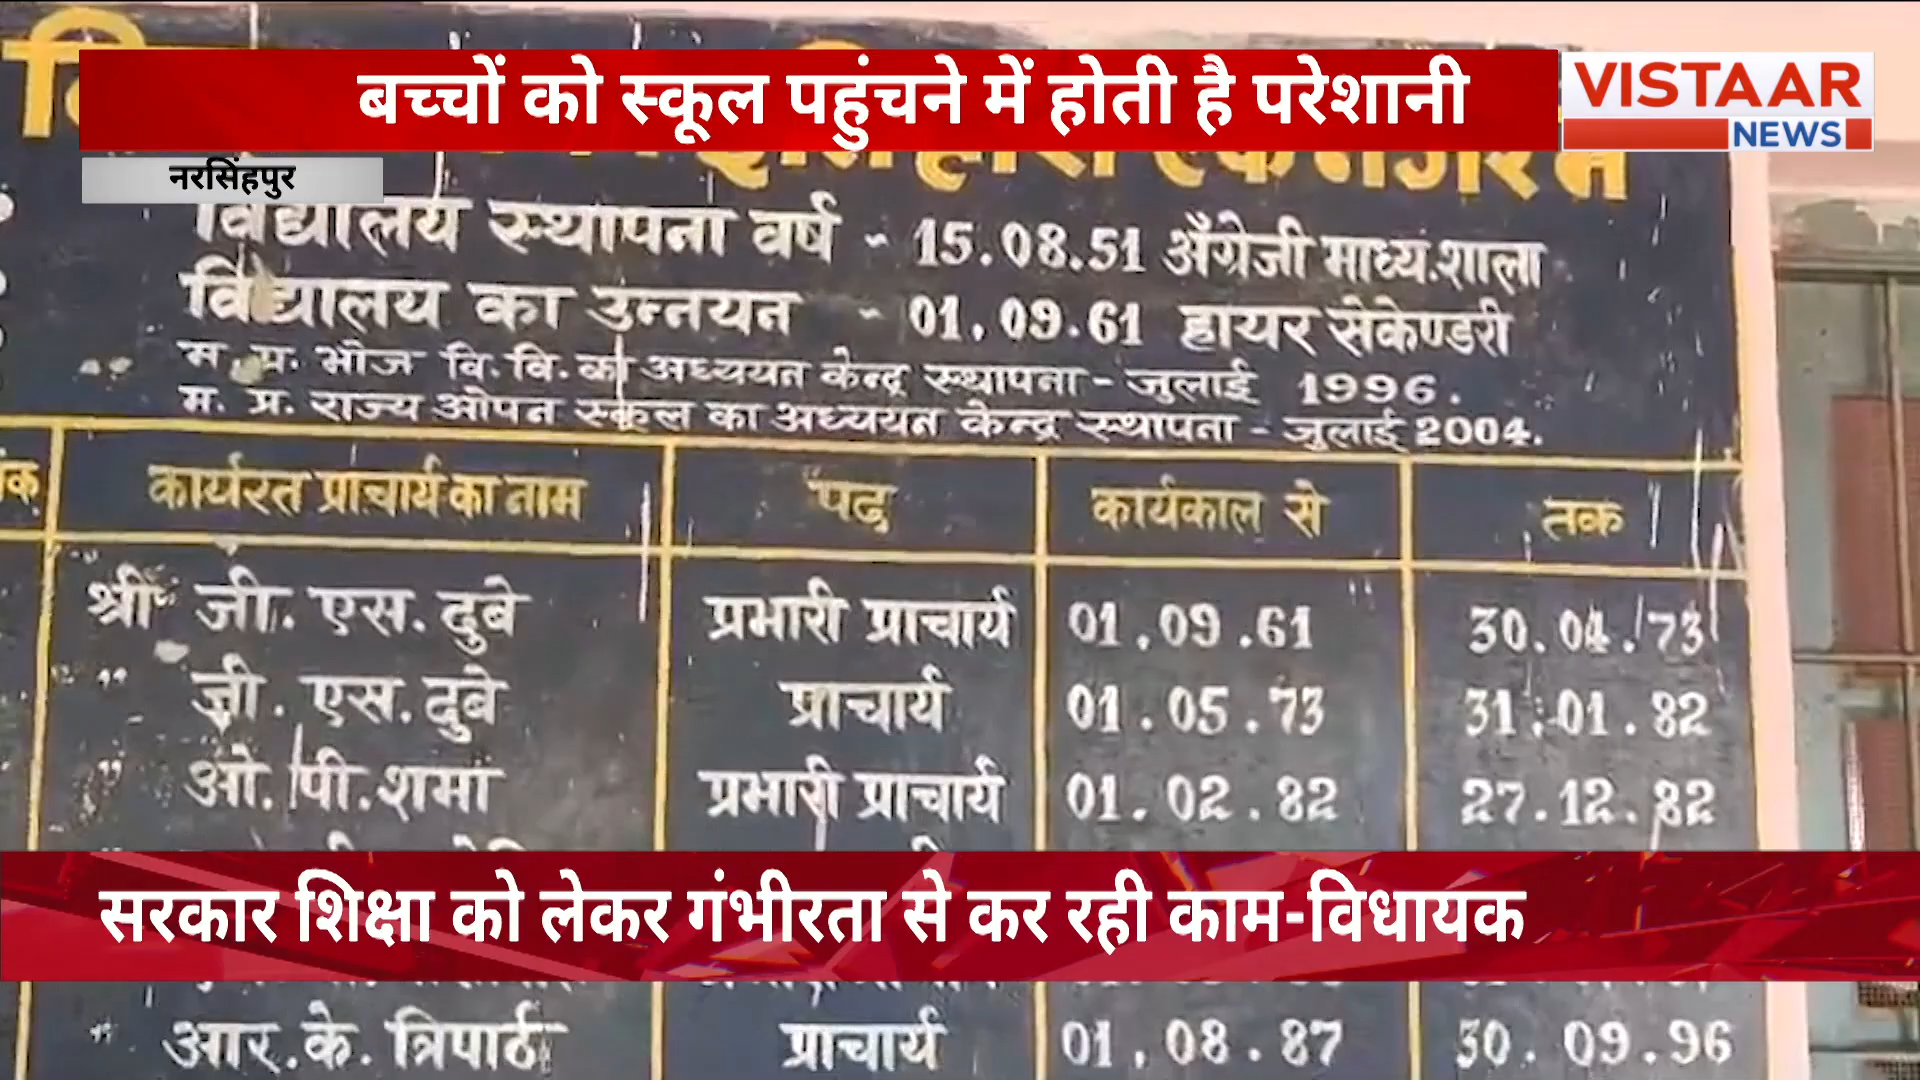 बच्चों को स्कूल पहुंचने में होती है परेशानी
VISTAAR
NEWS
नरसिंहपुर
विद्यालय स्थापना वर्ष - 15.08.51 अँग्रेजी माध्य.शाला
विद्यालय का उन्नयन - 01.09.61 हायर सेकेण्डरी
म. प्र. भोज वि. वि. का अध्ययन केन्द्र स्थापना - जुलाई 1996.
म. प्र. राज्य ओपन स्कूल का अध्ययन केन्द्र स्थापना - जुलाई 2004.
कार्यरत प्राचार्य का नाम पद कार्यकाल से तक
श्री जी. एस. दुबे प्रभारी प्राचार्य 01.09.61 30.04.73
" जी. एस. दुबे प्राचार्य 01.05.73 31.01.82
" ओ. पी. शर्मा प्रभारी प्राचार्य 01.02.82 27.12.82
सरकार शिक्षा को लेकर गंभीरता से कर रही काम-विधायक
" आर. के. त्रिपाठी प्राचार्य 01.08.87 30.09.96